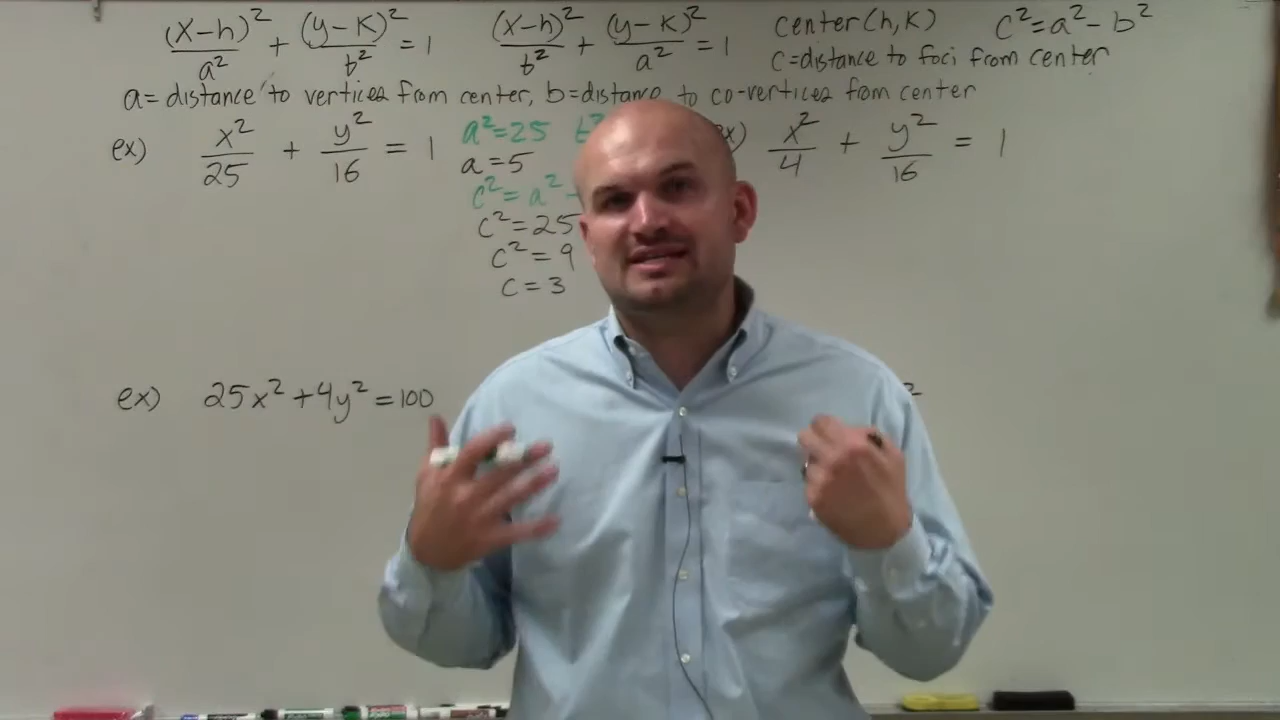 (x-h)²/a² + (y-k)²/b² = 1 (x-h)²/b² + (y-k)²/a² = 1 center(h,k) c²=a²-b²
c=distance to foci from center
a=distance to vertices from center, b=distance to co-vertices from center
ex) x²/25 + y²/16 = 1 a²=25 x²/4 + y²/16 = 1
a=5
c²=a²-
c²=25
c²=9
c=3
ex) 25x²+4y²=100